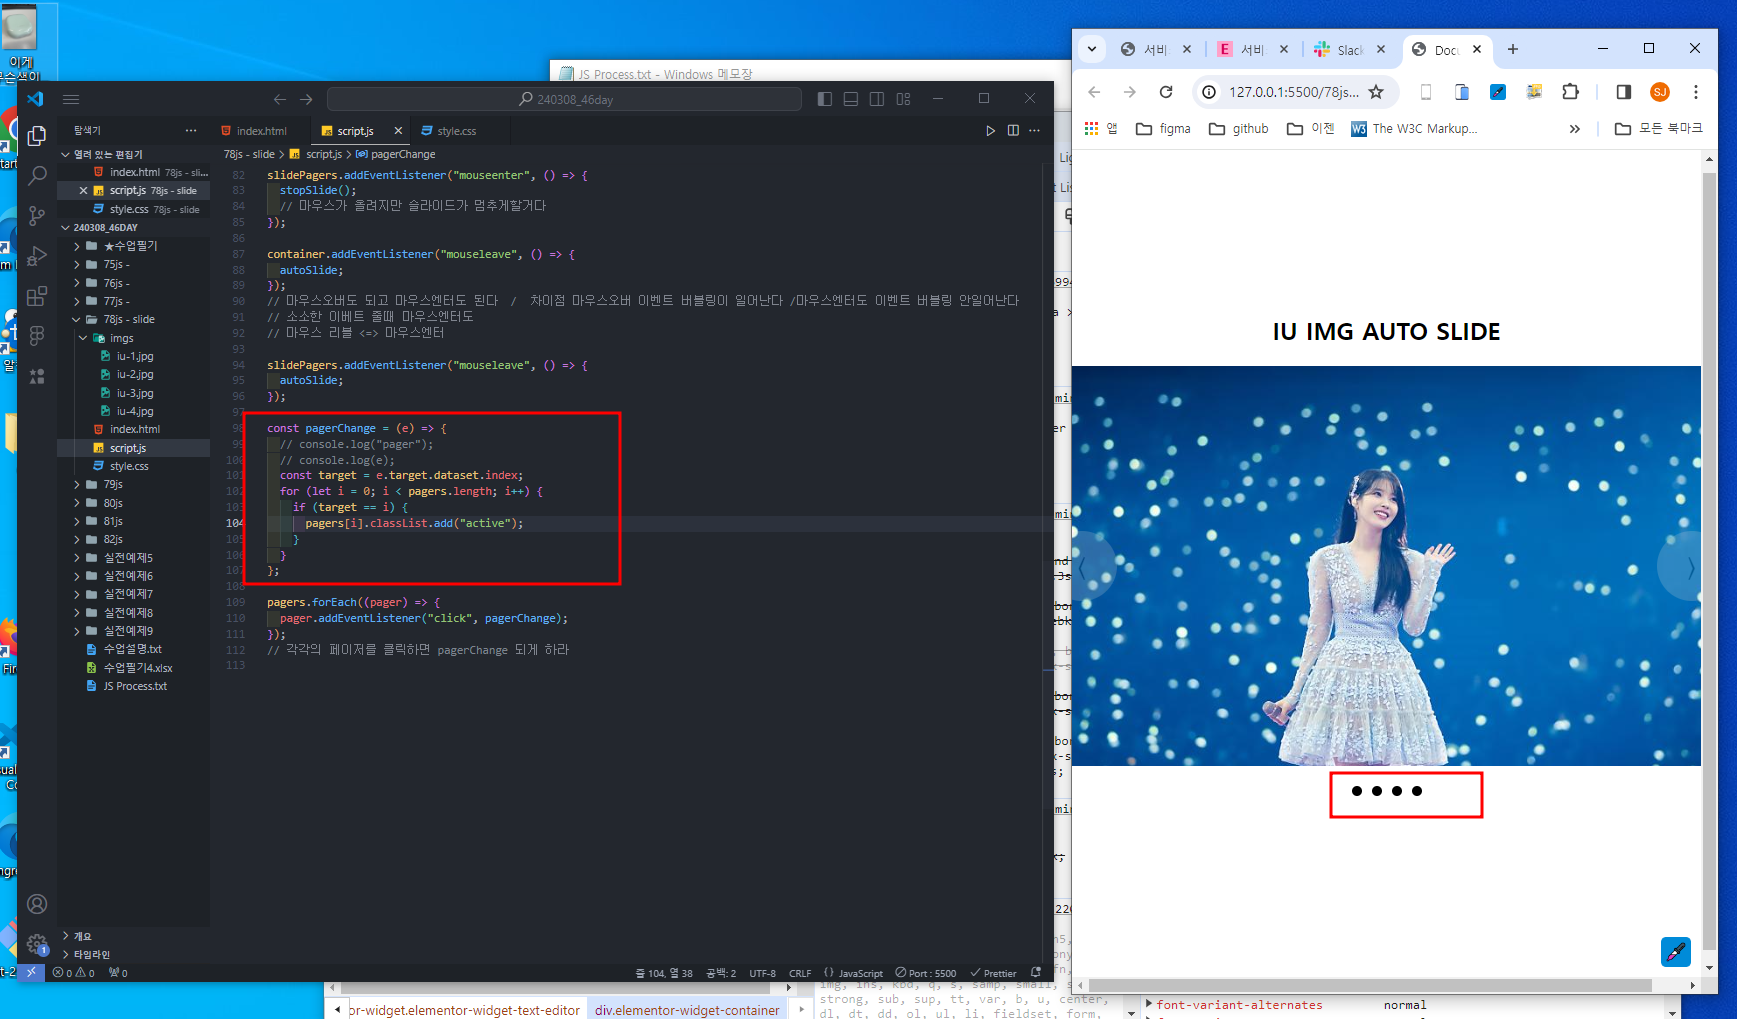 이게
JS Process.txt - Windows 메모장
240308_46day
탐색기
index.html
script.js
style.css
열려 있는 편집기
index.html 78js - sli...
script.js 78js - slide
style.css 78js - slide
240308_46DAY
★수업필기
75js -
76js -
77js -
78js - slide
imgs
iu-1.jpg
iu-2.jpg
iu-3.jpg
iu-4.jpg
index.html
script.js
style.css
79js
80js
81js
82js
실전예제5
실전예제6
실전예제7
실전예제8
실전예제9
수업설명.txt
수업필기4.xlsx
JS Process.txt
개요
타임라인
78js - slide > script.js > pagerChange
82 slidePagers.addEventListener("mouseenter", () => {
83 stopSlide();
84 // 마우스가 올려지만 슬라이드가 멈추게할거다
85 });
86
87 container.addEventListener("mouseleave", () => {
88 autoSlide;
89 });
90 // 마우스오버도 되고 마우스엔터도 된다 / 차이점 마우스오버 이벤트 버블링이 일어난다 /마우스엔터도 이벤트 버블링 안일어난다
91 // 소소한 이베트 줄때 마우스엔터도
92 // 마우스 리블 <=> 마우스엔터
93
94 slidePagers.addEventListener("mouseleave", () => {
95 autoSlide;
96 });
97
98 const pagerChange = (e) => {
99 // console.log("pager");
100 // console.log(e);
101 const target = e.target.dataset.index;
102 for (let i = 0; i < pagers.length; i++) {
103 if (target == i) {
104 pagers[i].classList.add("active");
105 }
106 }
107 };
108
109 pagers.forEach((pager) => {
110 pager.addEventListener("click", pagerChange);
111 });
112 // 각각의 페이저를 클릭하면 pagerChange 되게 하라
113
0 0 0
줄 104, 열 38 공백: 2 UTF-8 CRLF {} JavaScript Port : 5500 Prettier
서비 E 서비 Slack Docu
127.0.0.1:5500/78js...
SJ
앱 figma github 이젠 W3 The W3C Markup... » 모든 북마크
IU IMG AUTO SLIDE
img, ins, kbd, q, s, samp, small, s
strong, sub, sup, tt, var, b, u, center,
dl, dt, dd, ol, ul, li, fieldset, form,
or-widget.elementor-widget-text-editor div.elementor-widget-container
font-variant-alternates normal